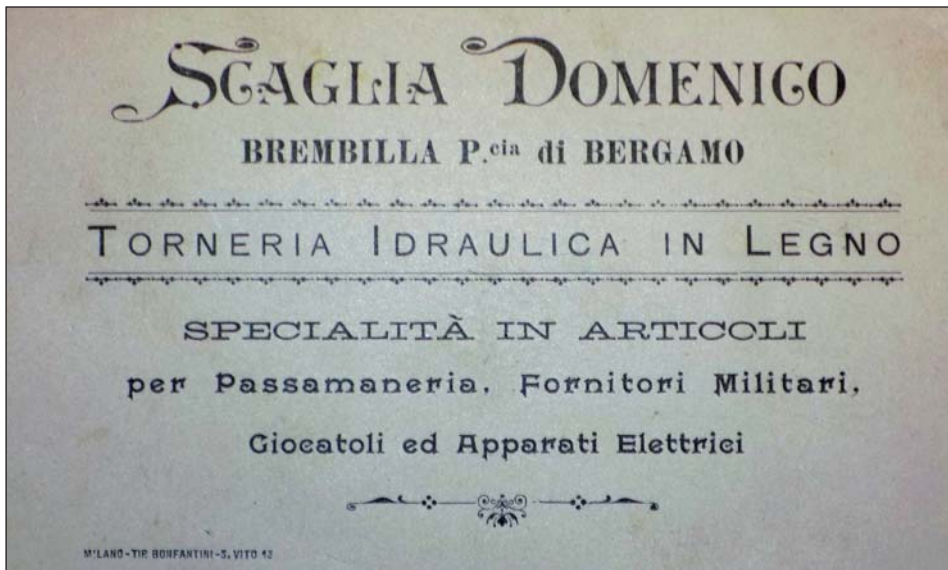 SCAGLIA DOMENICO
BREMBILLA P.cia di BERGAMO
TORNERIA IDRAULICA IN LEGNO
SPECIALITÀ IN ARTICOLI
per Passamaneria, Fornitori Militari,
Giocatoli ed Apparati Elettrici
MILANO-TIP. BONFANTINI-S. VITO